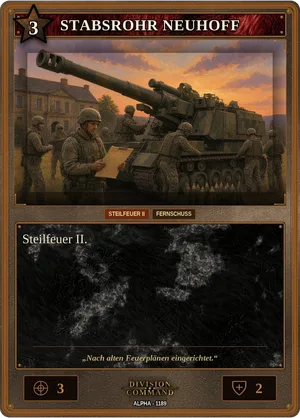 3
STABSROHR NEUHOFF
STEILFEUER II
FERNSCHUSS
Steilfeuer II.
„Nach alten Feuerplänen eingerichtet.“
3
DIVISION
COMMAND
2
ALPHA - 1189